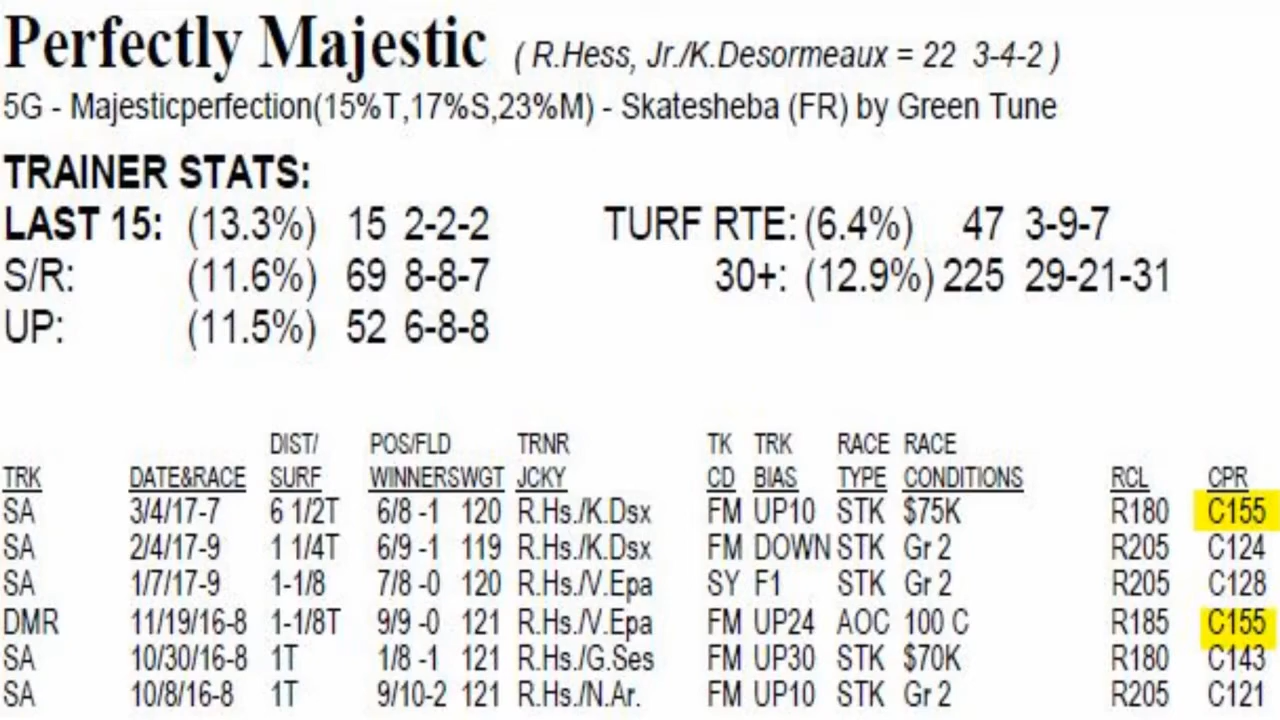 Perfectly Majestic ( R.Hess, Jr./K.Desormeaux = 22 3-4-2 )
5G - Majesticperfection(15%T,17%S,23%M) - Skatesheba (FR) by Green Tune
TRAINER STATS:
LAST 15: (13.3%) 15 2-2-2 TURF RTE: (6.4%) 47 3-9-7
S/R: (11.6%) 69 8-8-7 30+: (12.9%) 225 29-21-31
UP: (11.5%) 52 6-8-8
DIST/ POS/FLD TRNR TK TRK RACE RACE
TRK DATE&RACE SURF WINNERSWGT JCKY CD BIAS TYPE CONDITIONS RCL CPR
SA 3/4/17-7 6 1/2T 6/8 -1 120 R.Hs./K.Dsx FM UP10 STK $75K R180 C155
SA 2/4/17-9 1 1/4T 6/9 -1 119 R.Hs./K.Dsx FM DOWN STK Gr 2 R205 C124
SA 1/7/17-9 1-1/8 7/8 -0 120 R.Hs./V.Epa SY F1 STK Gr 2 R205 C128
DMR 11/19/16-8 1-1/8T 9/9 -0 121 R.Hs./V.Epa FM UP24 AOC 100 C R185 C155
SA 10/30/16-8 1T 1/8 -1 121 R.Hs./G.Ses FM UP30 STK $70K R180 C143
SA 10/8/16-8 1T 9/10-2 121 R.Hs./N.Ar. FM UP10 STK Gr 2 R205 C121